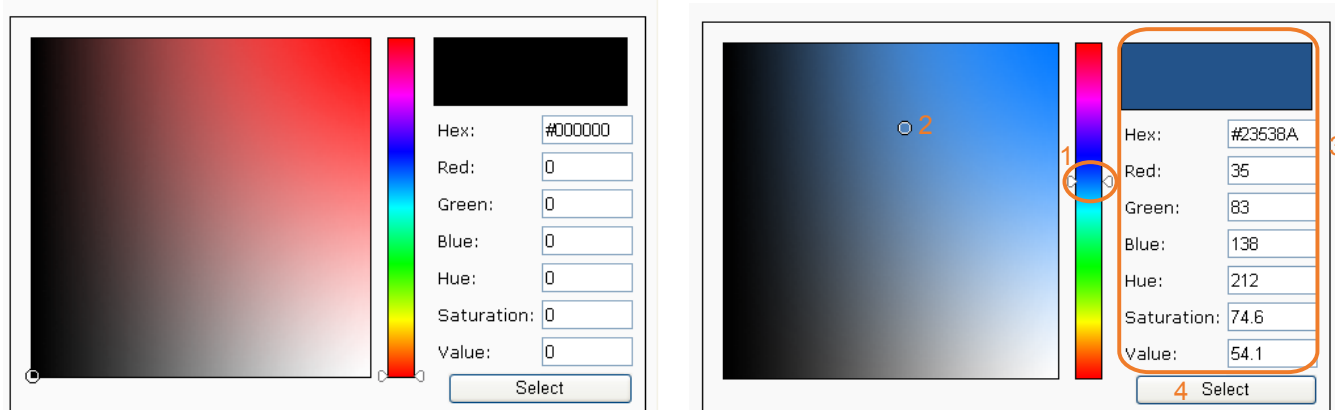 Hex: #000000
Red: 0
Green: 0
Blue: 0
Hue: 0
Saturation: 0
Value: 0
Select
2
1
Hex: #23538A
Red: 35
Green: 83
Blue: 138
Hue: 212
Saturation: 74.6
Value: 54.1
4 Select